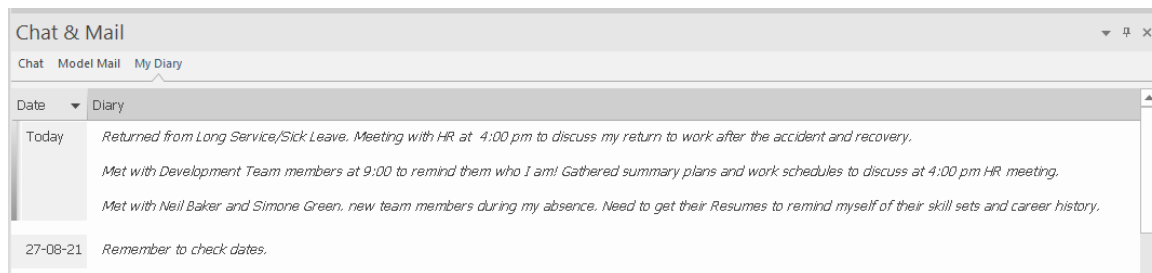 Chat & Mail
Chat Model Mail My Diary
Date Diary
Today Returned from Long Service/Sick Leave. Meeting with HR at 4:00 pm to discuss my return to work after the accident and recovery.
Met with Development Team members at 9:00 to remind them who I am! Gathered summary plans and work schedules to discuss at 4:00 pm HR meeting.
Met with Neil Baker and Simone Green, new team members during my absence. Need to get their Resumes to remind myself of their skill sets and career history.
27-08-21 Remember to check dates.